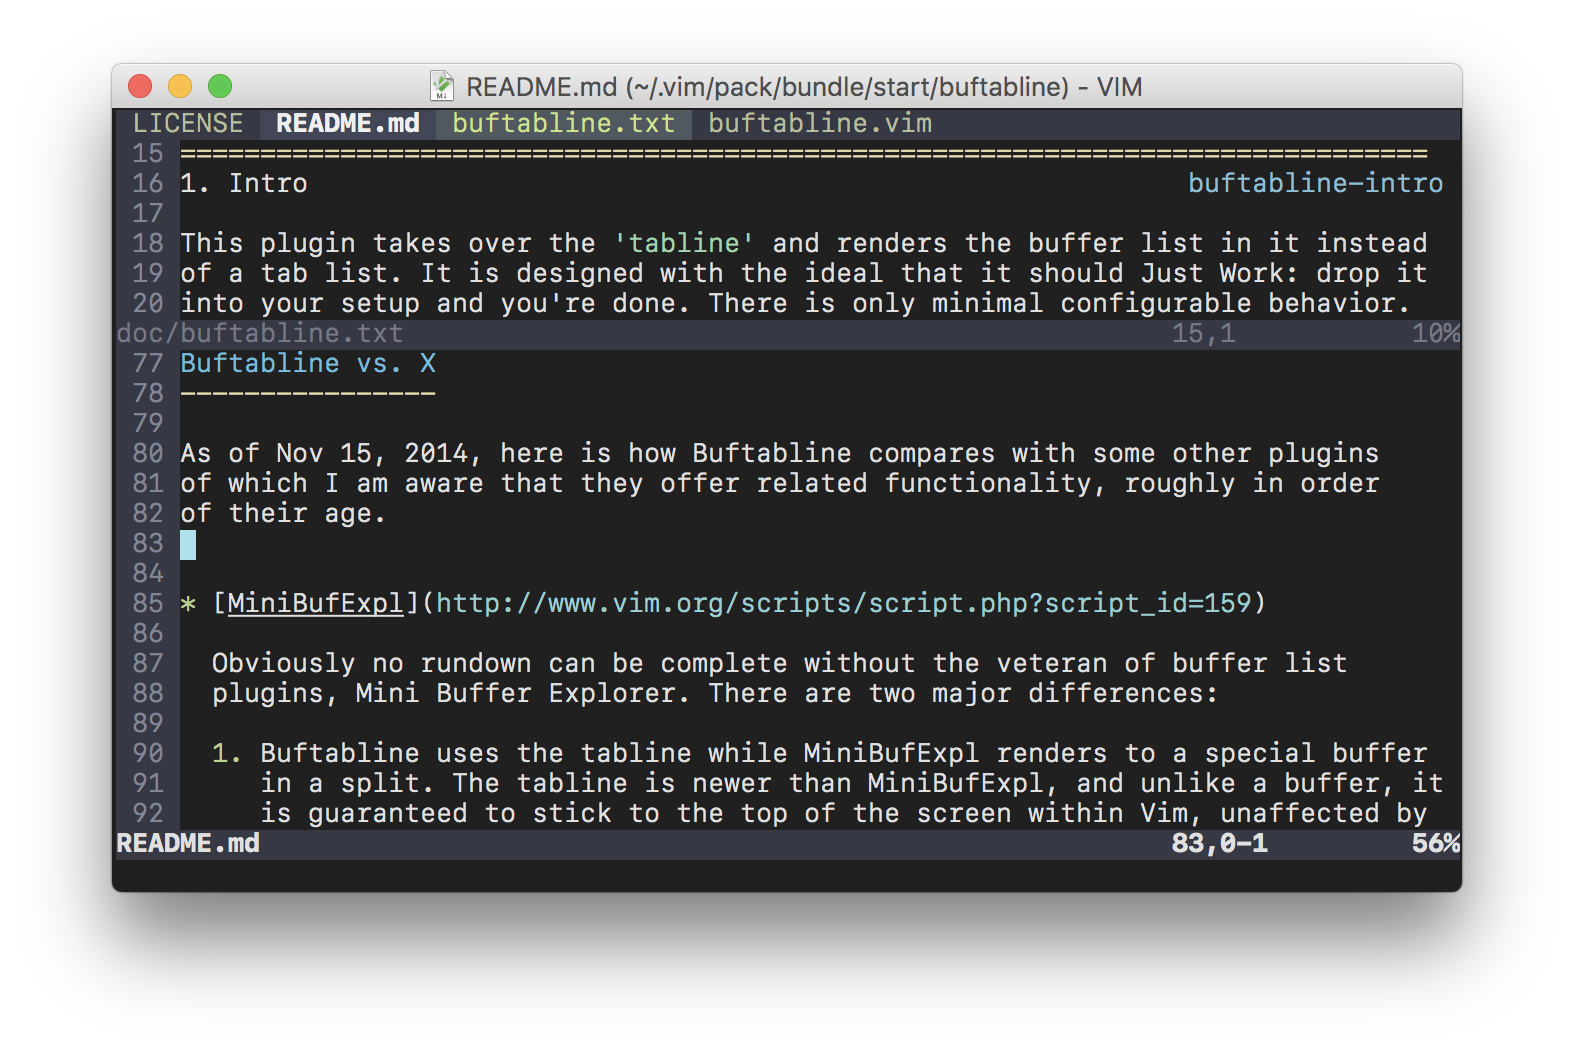 README.md (~/.vim/pack/bundle/start/buftabline) - VIM
LICENSE README.md buftabline.txt buftabline.vim
15 ==============================================================================
16 1. Intro buftabline-intro
17
18 This plugin takes over the 'tabline' and renders the buffer list in it instead
19 of a tab list. It is designed with the ideal that it should Just Work: drop it
20 into your setup and you're done. There is only minimal configurable behavior.
doc/buftabline.txt 15,1 10%
77 Buftabline vs. X
78 ----------------
79
80 As of Nov 15, 2014, here is how Buftabline compares with some other plugins
81 of which I am aware that they offer related functionality, roughly in order
82 of their age.
83
84
85 * [MiniBufExpl](http://www.vim.org/scripts/script.php?script_id=159)
86
87 Obviously no rundown can be complete without the veteran of buffer list
88 plugins, Mini Buffer Explorer. There are two major differences:
89
90 1. Buftabline uses the tabline while MiniBufExpl renders to a special buffer
91 in a split. The tabline is newer than MiniBufExpl, and unlike a buffer, it
92 is guaranteed to stick to the top of the screen within Vim, unaffected by
README.md 83,0-1 56%